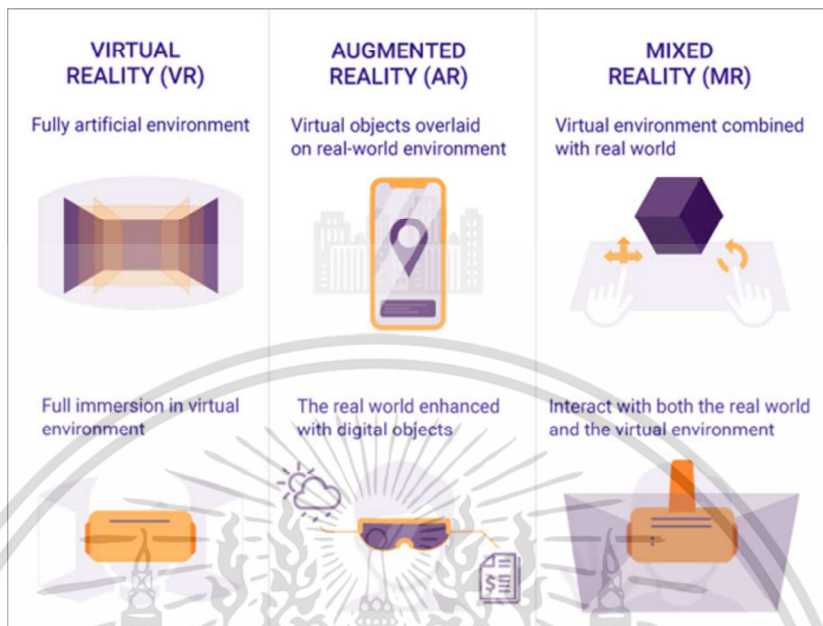 VIRTUAL
REALITY (VR)
Fully artificial environment
Full immersion in virtual
environment
AUGMENTED
REALITY (AR)
Virtual objects overlaid
on real-world environment
The real world enhanced
with digital objects
$
MIXED
REALITY (MR)
Virtual environment combined
with real world
Interact with both the real world
and the virtual environment